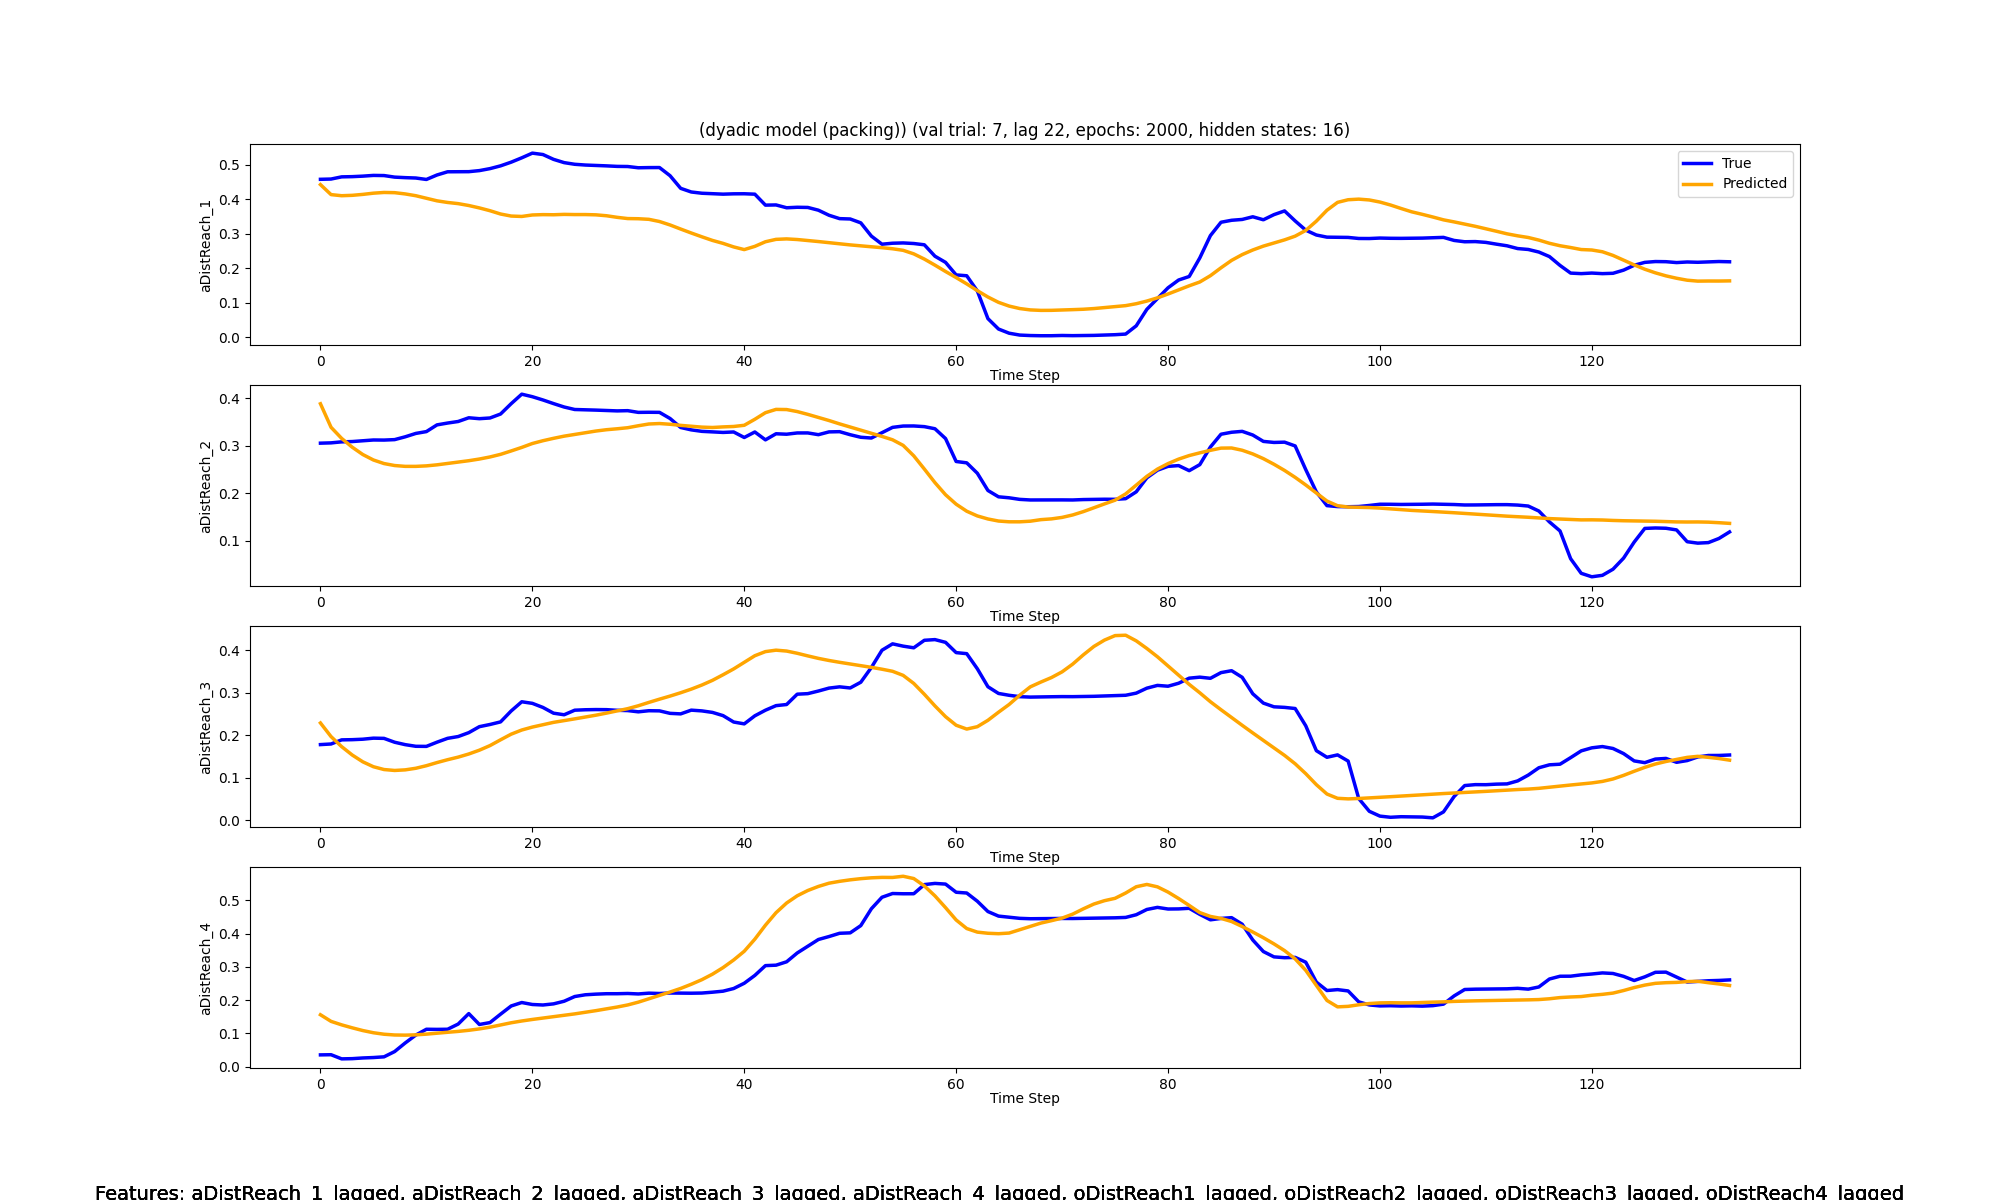 (dyadic model (packing)) (val trial: 7, lag 22, epochs: 2000, hidden states: 16)
True
Predicted
aDistReach_1
0.5
0.4
0.3
0.2
0.1
0.0
0 20 40 60 80 100 120
Time Step
aDistReach_2
0.4
0.3
0.2
0.1
0 20 40 60 80 100 120
Time Step
aDistReach_3
0.4
0.3
0.2
0.1
0.0
0 20 40 60 80 100 120
Time Step
aDistReach_4
0.5
0.4
0.3
0.2
0.1
0.0
0 20 40 60 80 100 120
Time Step
Features: aDistReach_1_lagged, aDistReach_2_lagged, aDistReach_3_lagged, aDistReach_4_lagged, oDistReach1_lagged, oDistReach2_lagged, oDistReach3_lagged, oDistReach4_lagged